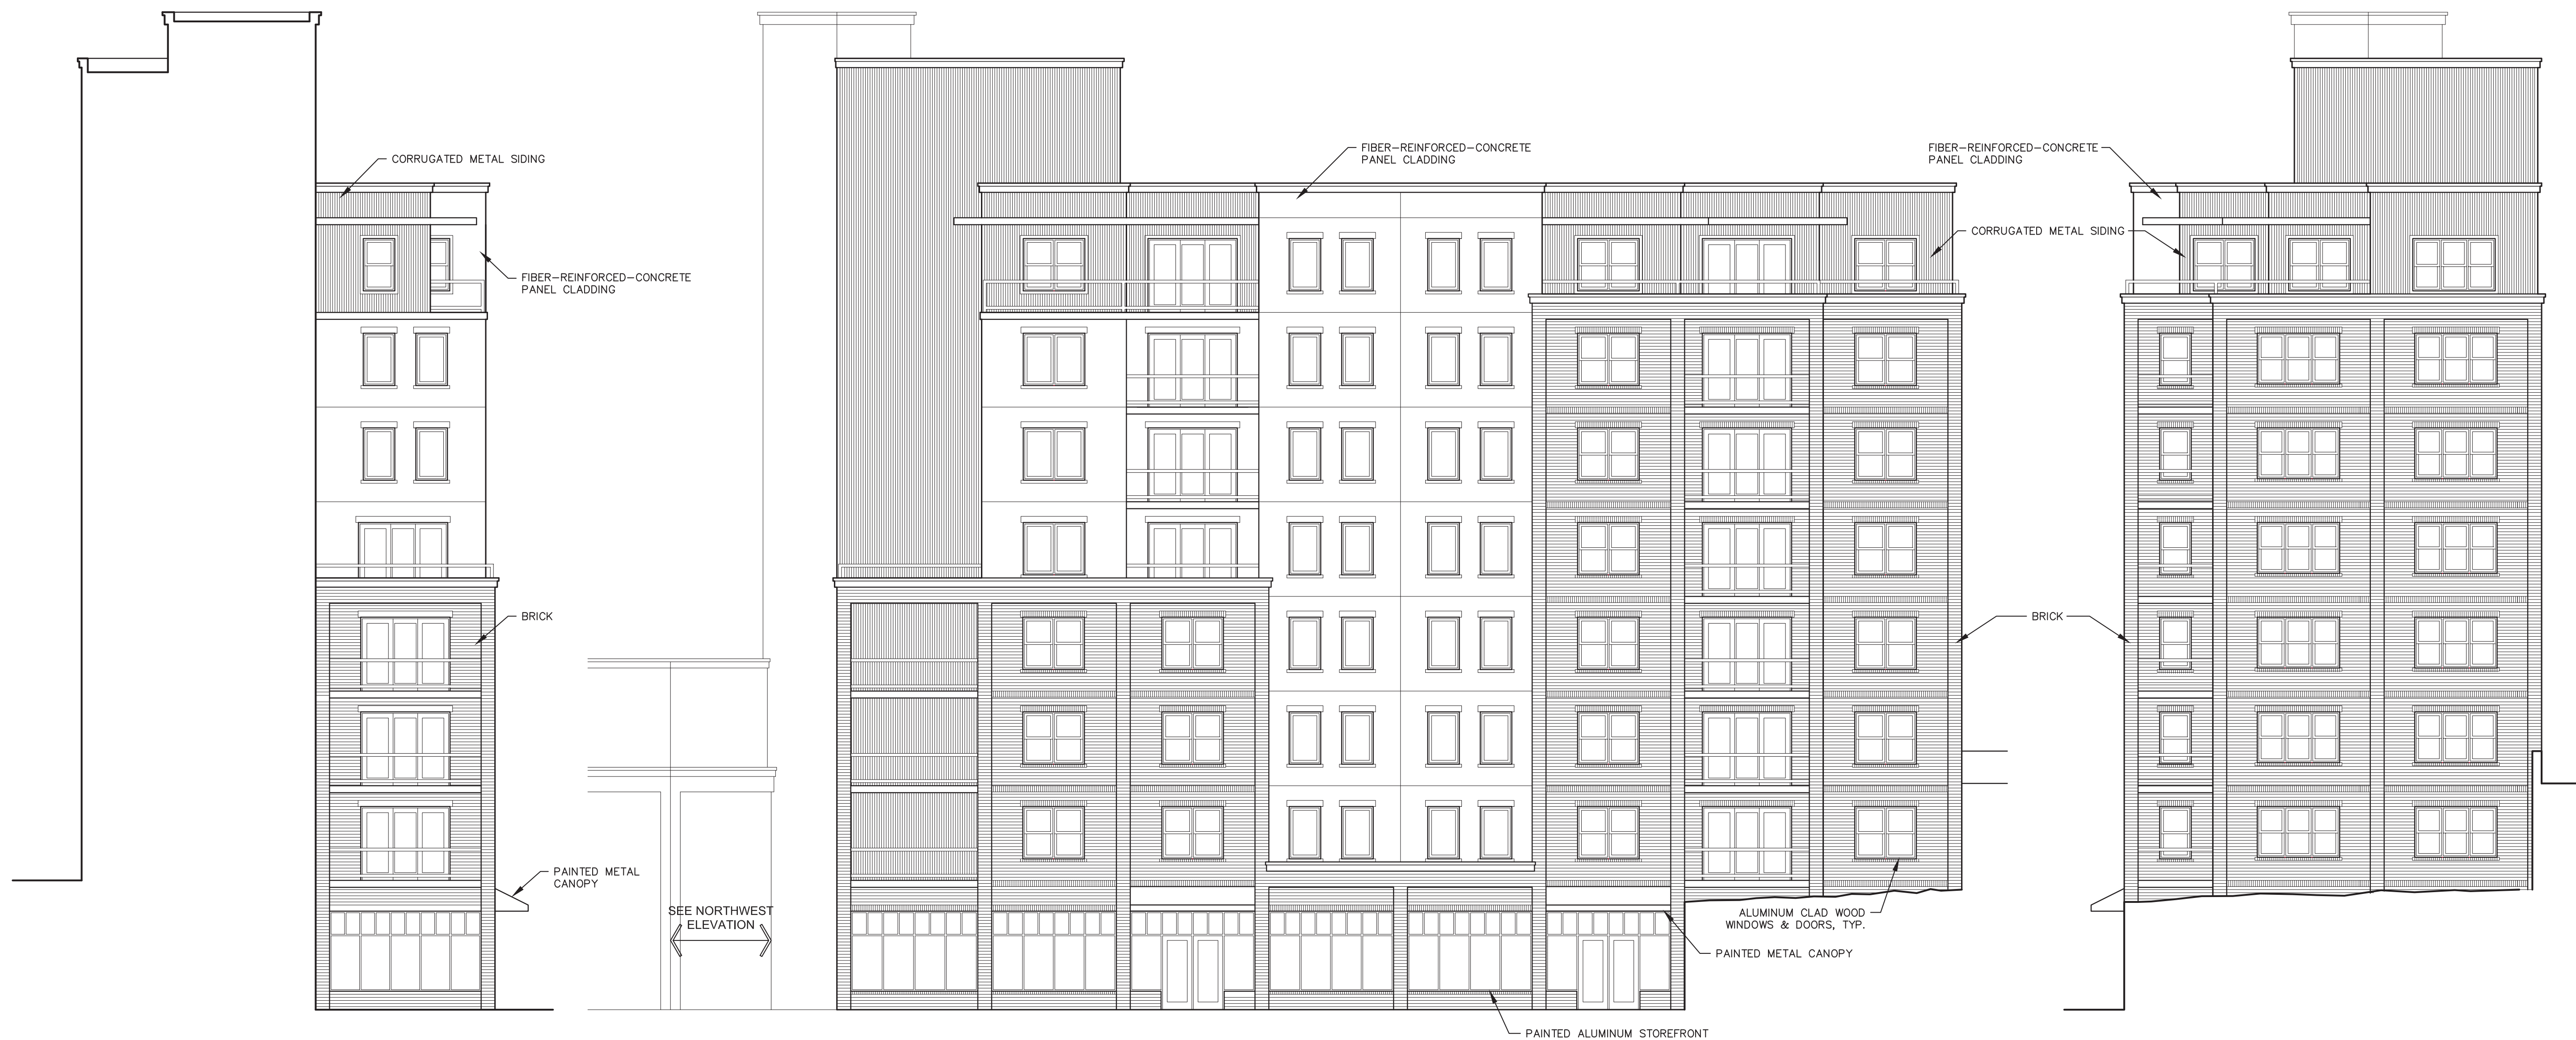 CORRUGATED METAL SIDING
FIBER-REINFORCED-CONCRETE
PANEL CLADDING
BRICK
PAINTED METAL
CANOPY
SEE NORTHWEST
ELEVATION
FIBER-REINFORCED-CONCRETE
PANEL CLADDING
FIBER-REINFORCED-CONCRETE
PANEL CLADDING
CORRUGATED METAL SIDING
BRICK
ALUMINUM CLAD WOOD
WINDOWS & DOORS, TYP.
PAINTED METAL CANOPY
PAINTED ALUMINUM STOREFRONT